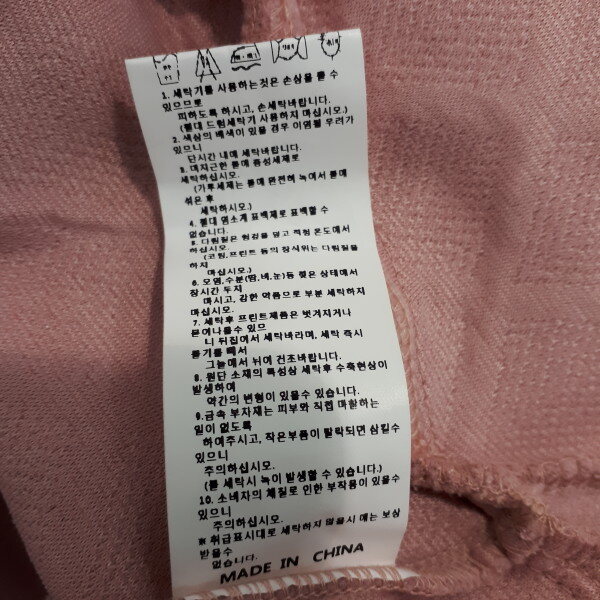 1. 세탁기를 사용하는것은 손상을 줄 수
있으므로
피하도록 하시고, 손세탁바랍니다.
(절대 드럼세탁기 사용하지 마십시오.)
2. 색상의 배색이 있을 경우 이염될 우려가
있으니
단시간 내에 세탁바랍니다.
3. 미지근한 물에 중성세제로
세탁하십시오.
(가루세제는 물에 완전히 녹여서 물에
섞은 후
세탁하십시오.)
4. 절대 염소계 표백제로 표백할 수
없습니다.
5. 다림질은 헝겊을 덮고 적정 온도에서
하십시오.
(코팅,프린트 등의 장식위는 다림질을
하지
마십시오.)
6. 오염,수분(땀,비,눈)등 젖은 상태에서
장시간 두지
마시고, 강한 약품으로 부분 세탁하지
마십시오.
7. 세탁후 프린트제품은 벗겨지거나
묻어나올수 있으
니 뒤집어서 세탁바라며, 세탁 즉시
물기를 빼서
그늘에서 뉘어 건조바랍니다.
8. 원단 소재의 특성상 세탁후 수축현상이
발생하여
약간의 변형이 있을수 있습니다.
9.금속 부자재는 피부와 직접 마찰하는
일이 없도록
하여주시고, 작은부품이 탈락되면 삼킬수
있으니
주의하십시오.
(물 세탁시 녹이 발생할 수 있습니다.)
10. 소비자의 체질로 인한 부작용이 있을수
있으니
주의하십시오.
※ 취급표시대로 세탁하지 않을시 에는 보상
받을수
없습니다.
MADE IN CHINA